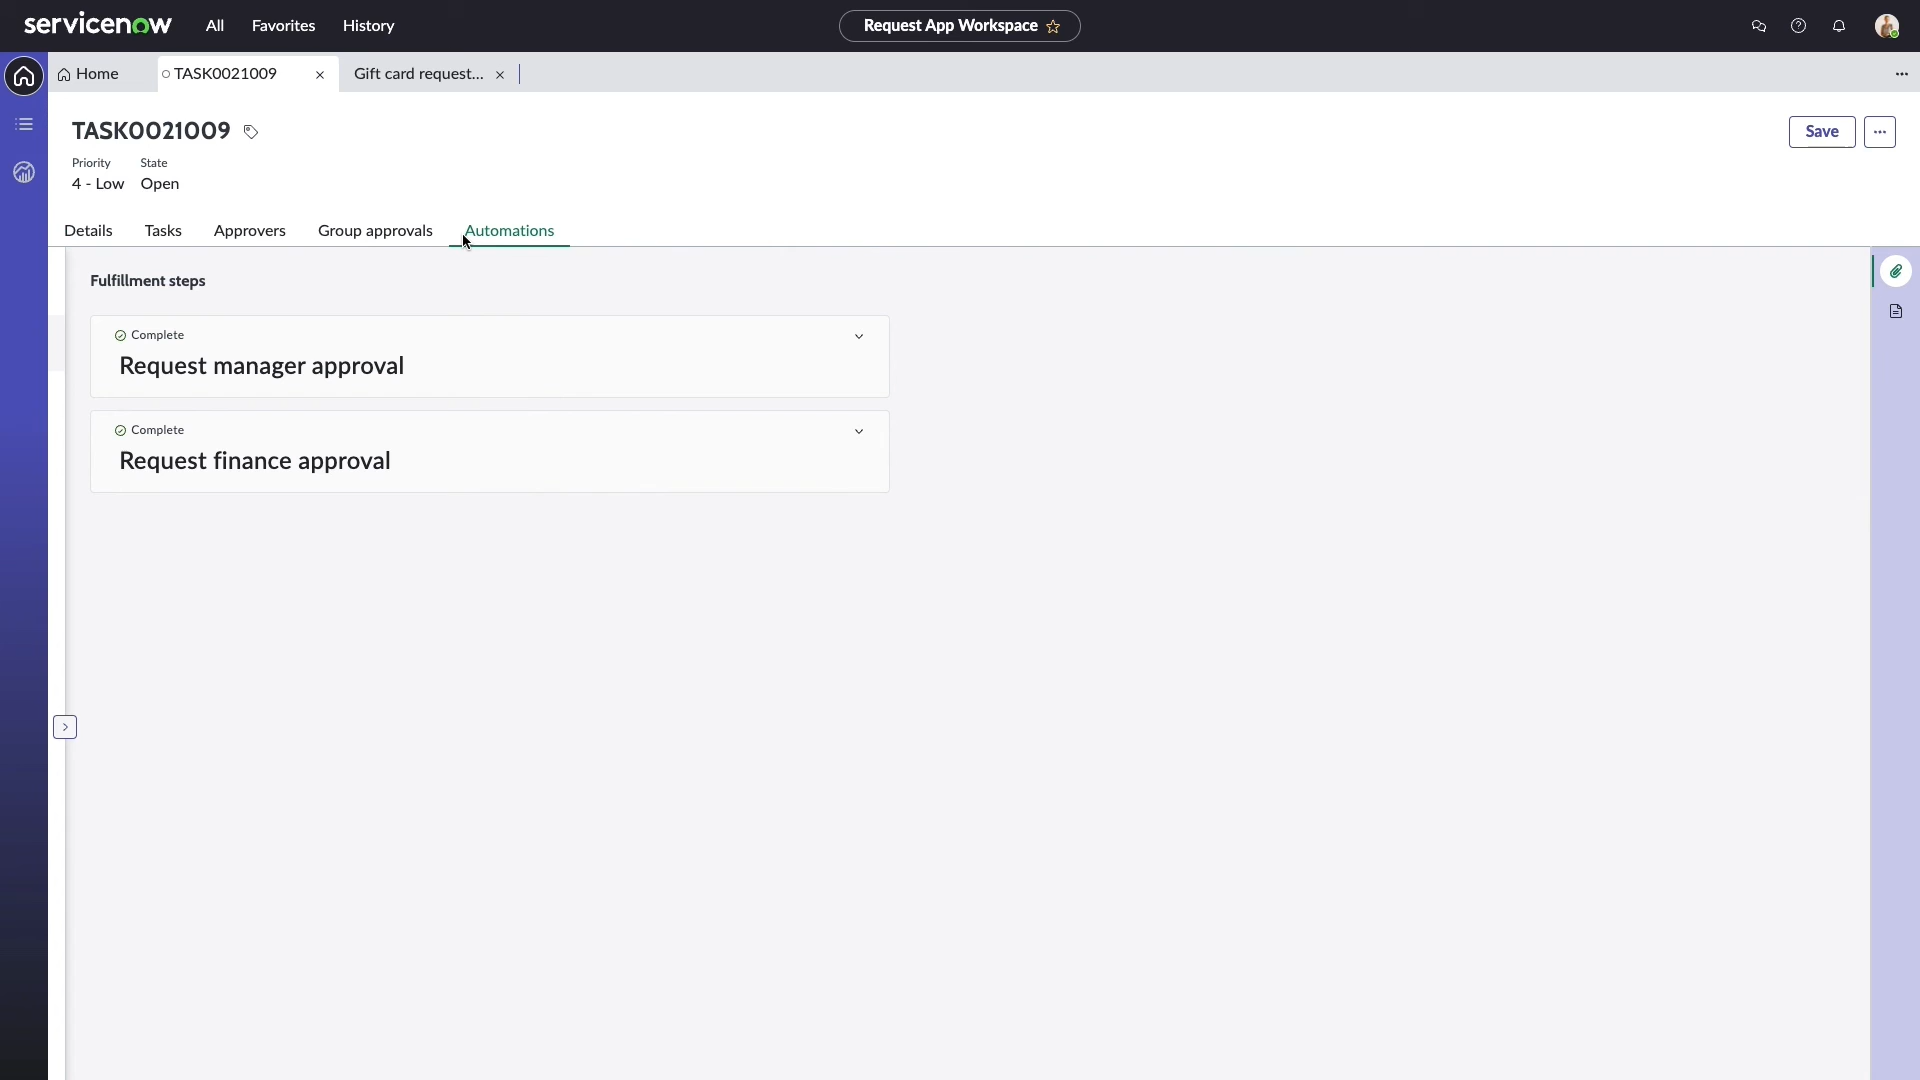 servicenow All Favorites History Request App Workspace
Home TASK0021009 Gift card request...
TASK0021009
Save
Priority State
4 - Low Open
Details Tasks Approvers Group approvals Automations
Fulfillment steps
Complete
Request manager approval
Complete
Request finance approval